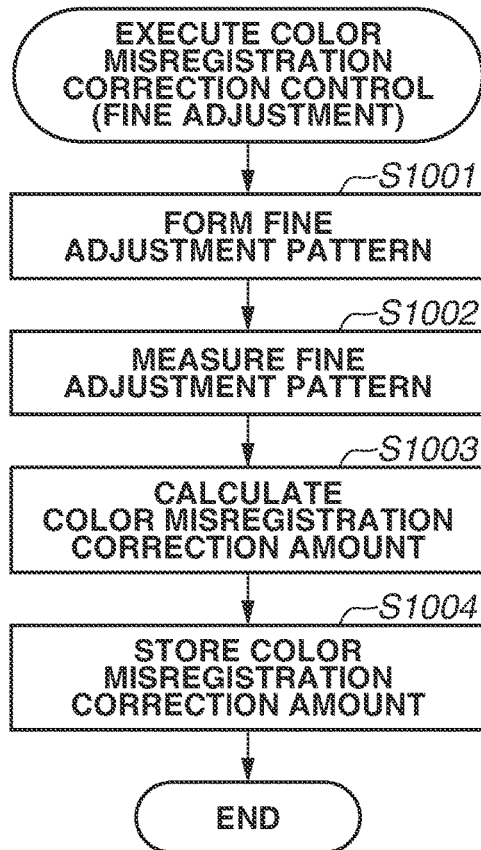 EXECUTE COLOR
MISREGISTRATION
CORRECTION CONTROL
(FINE ADJUSTMENT)
S1001
FORM FINE
ADJUSTMENT PATTERN
S1002
MEASURE FINE
ADJUSTMENT PATTERN
S1003
CALCULATE
COLOR MISREGISTRATION
CORRECTION AMOUNT
S1004
STORE COLOR
MISREGISTRATION
CORRECTION AMOUNT
END